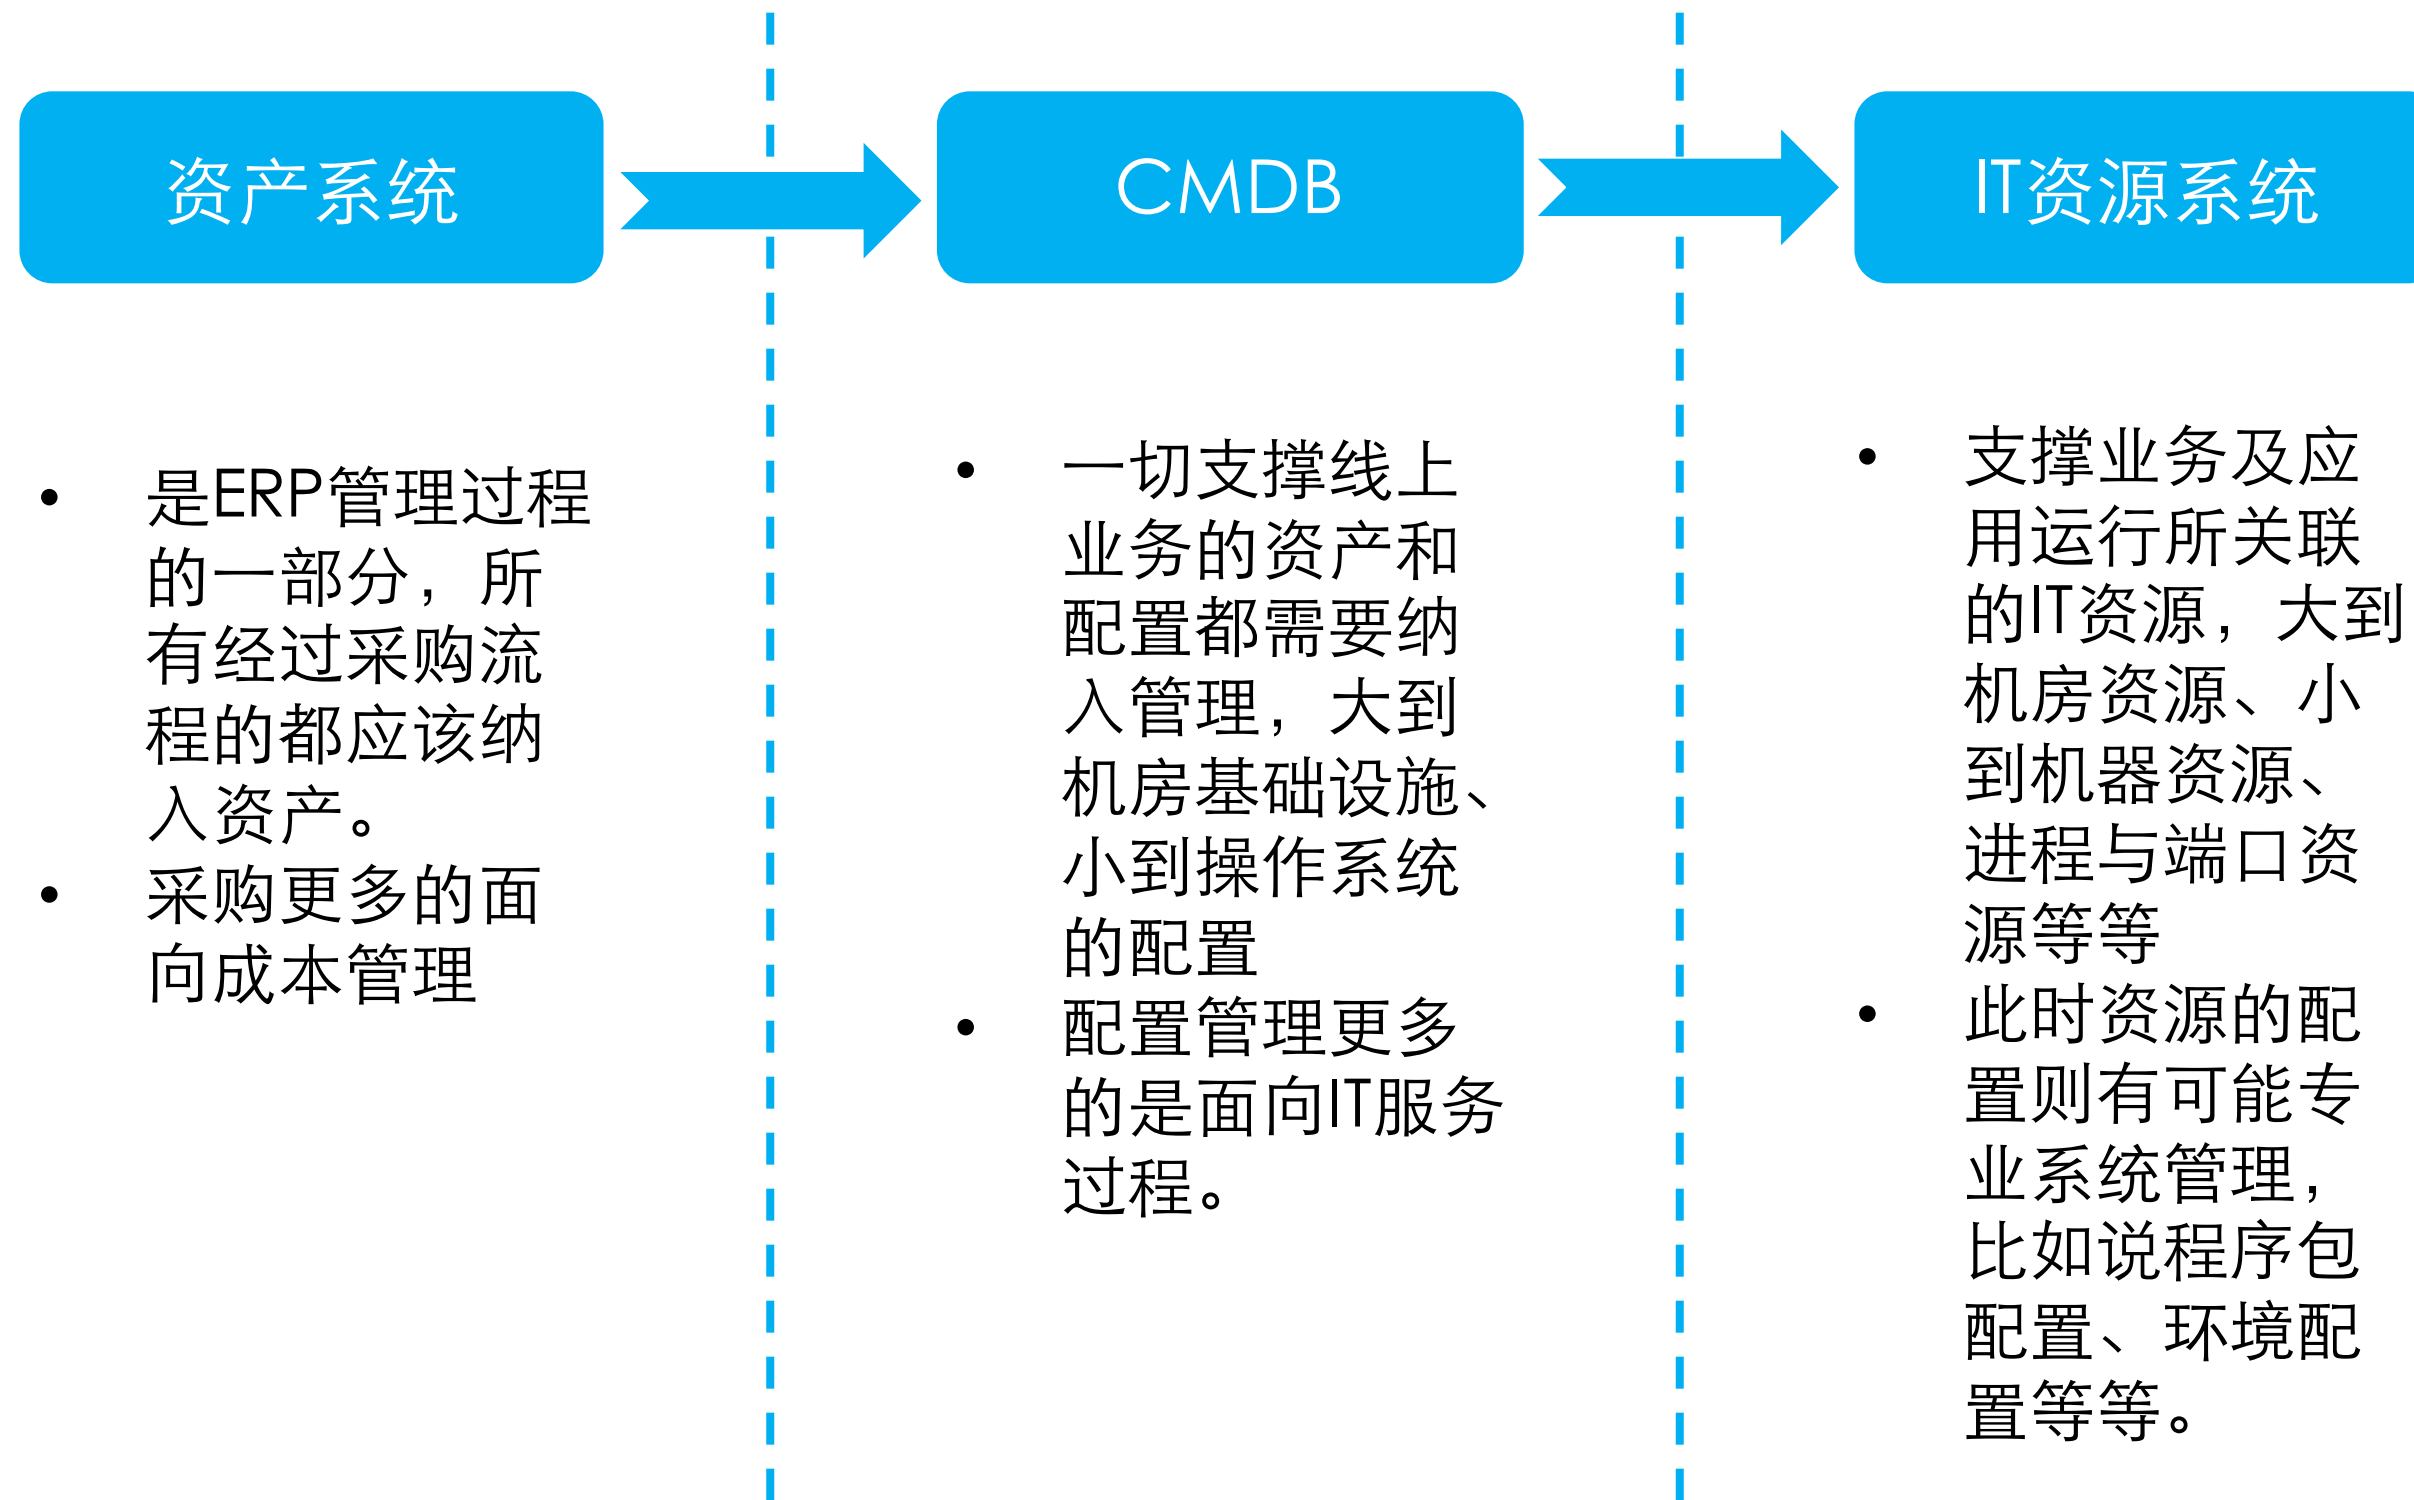 资产系统
CMDB
IT资源系统
• 是ERP管理过程
的一部分，所
有经过采购流
程的都应该纳
入资产。
• 采购更多的面
向成本管理
• 一切支撑线上
业务的资产和
配置都需要纳
入管理，大到
机房基础设施、
小到操作系统
的配置
• 配置管理更多
的是面向IT服务
过程。
• 支撑业务及应
用运行所关联
的IT资源，大到
机房资源、小
到机器资源、
进程与端口资
源等等
• 此时资源的配
置则有可能专
业系统管理，
比如说程序包
配置、环境配
置等等。